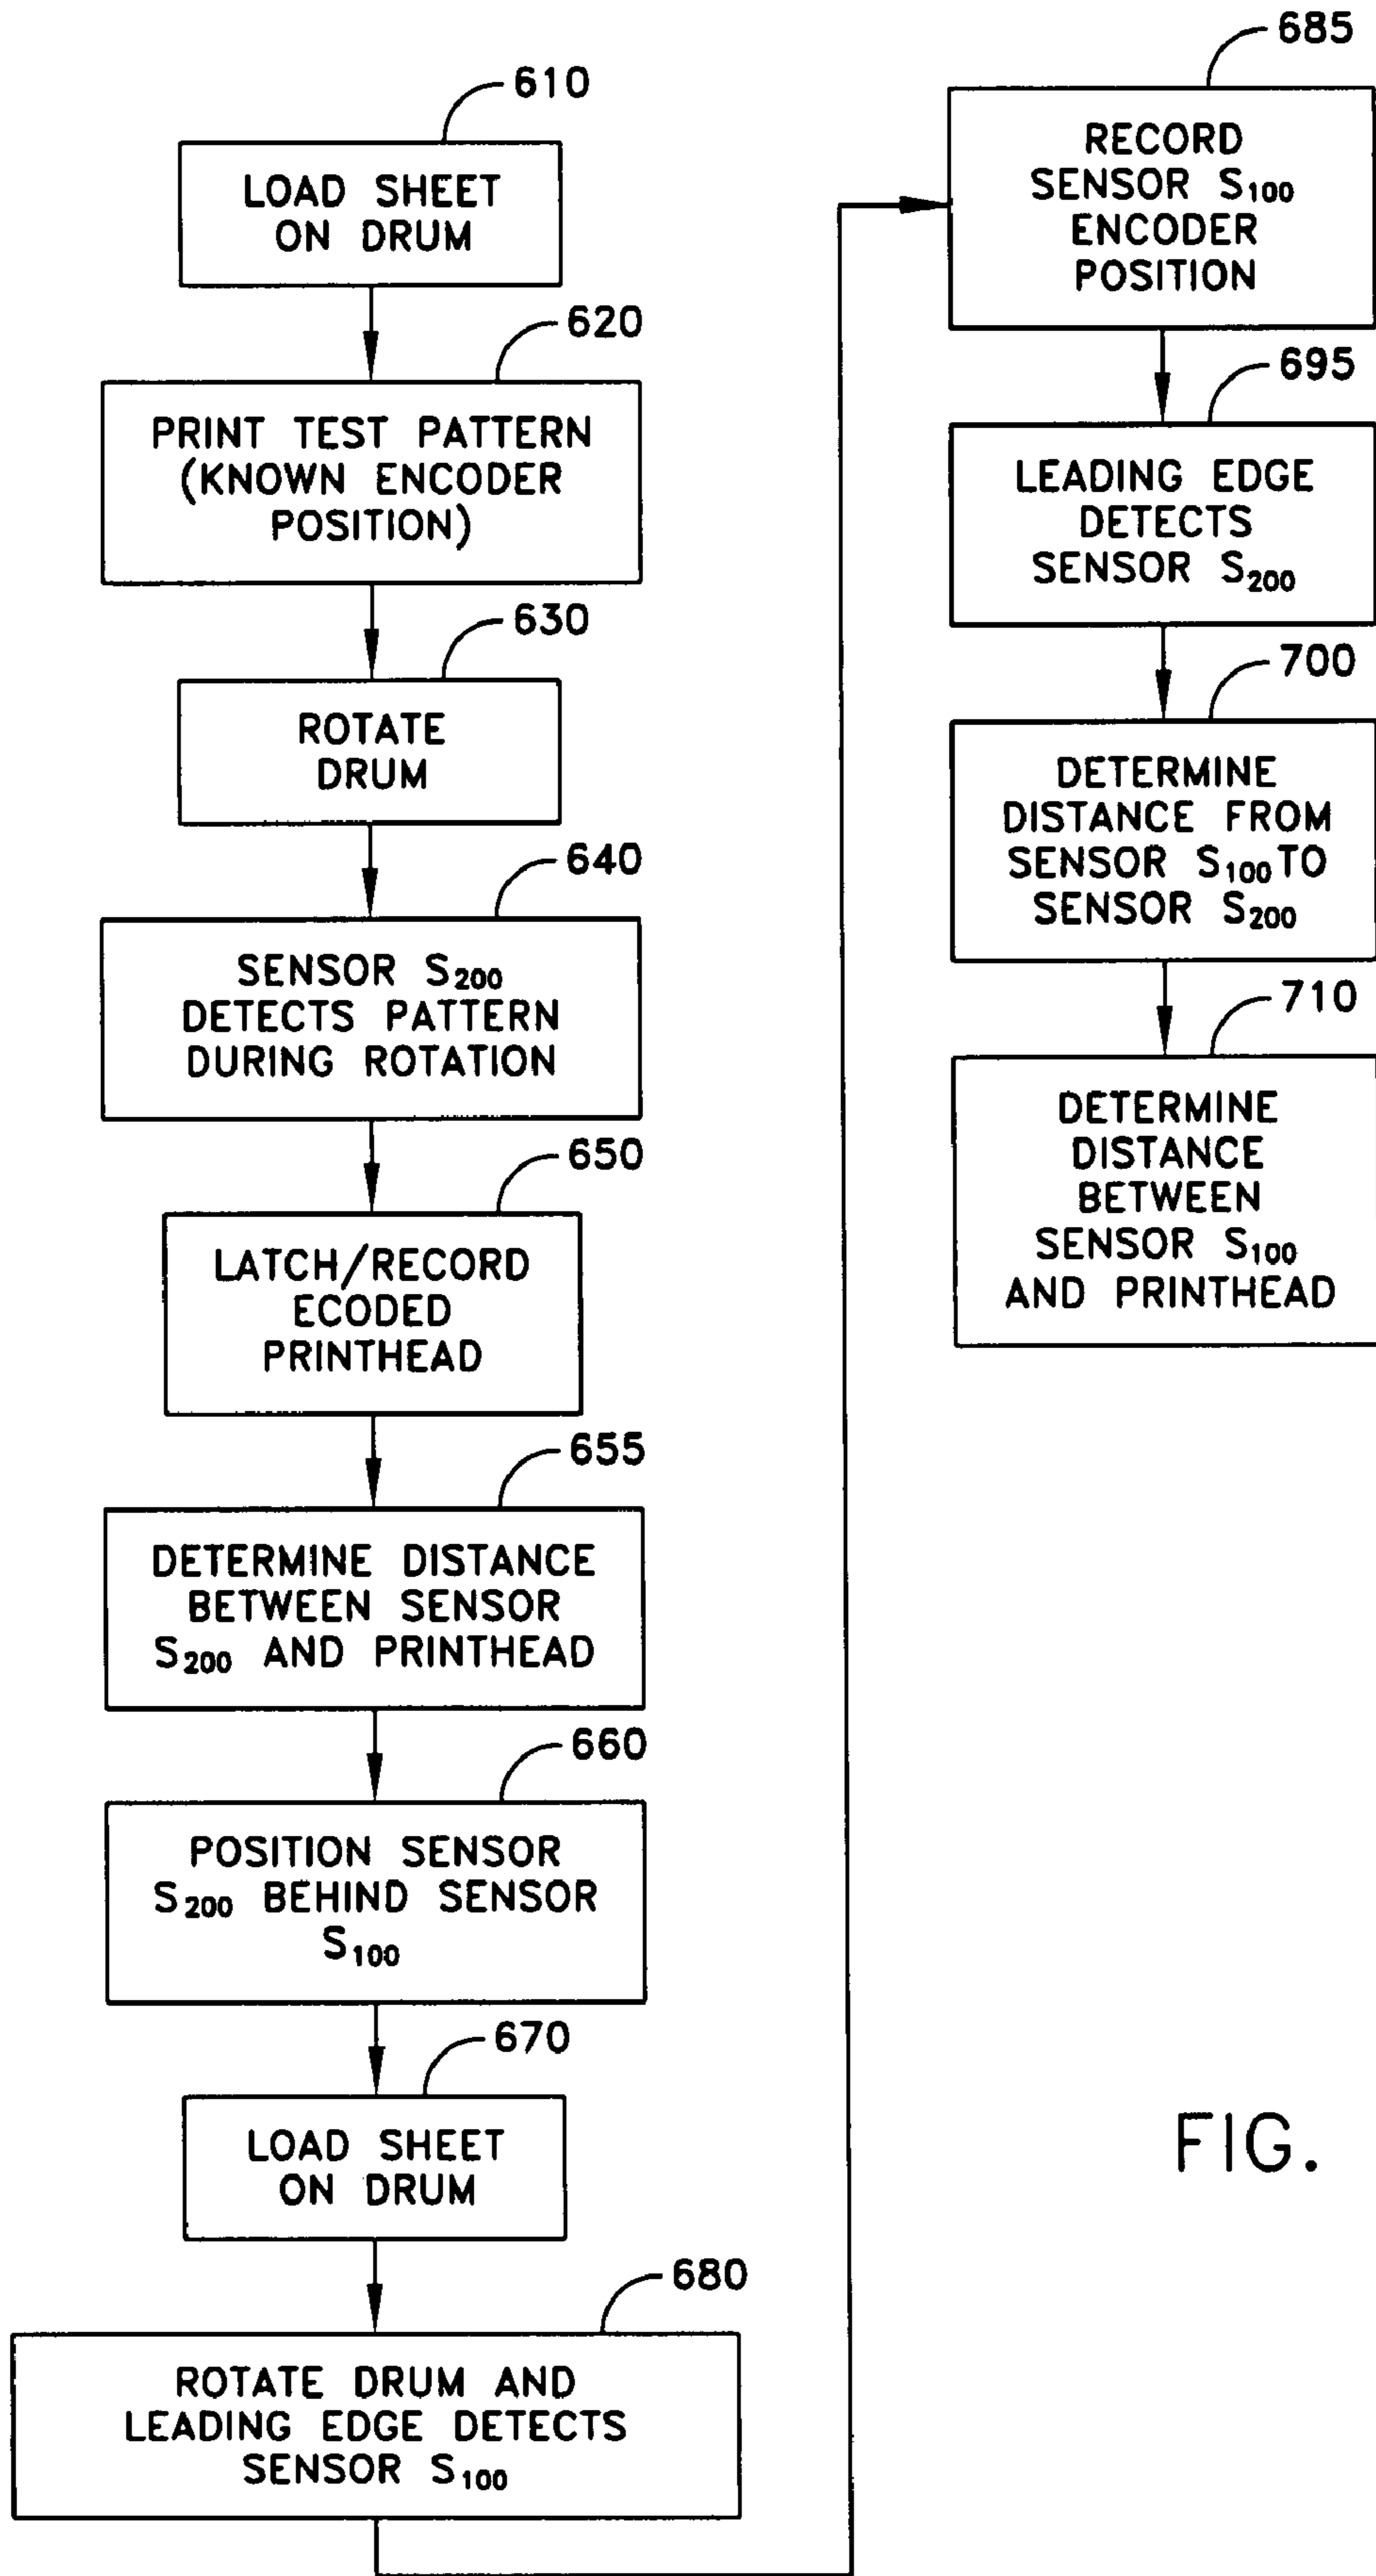 610
LOAD SHEET
ON DRUM
620
PRINT TEST PATTERN
(KNOWN ENCODER
POSITION)
630
ROTATE
DRUM
640
SENSOR S₂₀₀
DETECTS PATTERN
DURING ROTATION
650
LATCH/RECORD
ECODED
PRINTHEAD
655
DETERMINE DISTANCE
BETWEEN SENSOR
S₂₀₀ AND PRINTHEAD
660
POSITION SENSOR
S₂₀₀ BEHIND SENSOR
S₁₀₀
670
LOAD SHEET
ON DRUM
680
ROTATE DRUM AND
LEADING EDGE DETECTS
SENSOR S₁₀₀
685
RECORD
SENSOR S₁₀₀
ENCODER
POSITION
695
LEADING EDGE
DETECTS
SENSOR S₂₀₀
700
DETERMINE
DISTANCE FROM
SENSOR S₁₀₀ TO
SENSOR S₂₀₀
710
DETERMINE
DISTANCE
BETWEEN
SENSOR S₁₀₀
AND PRINTHEAD
FIG.